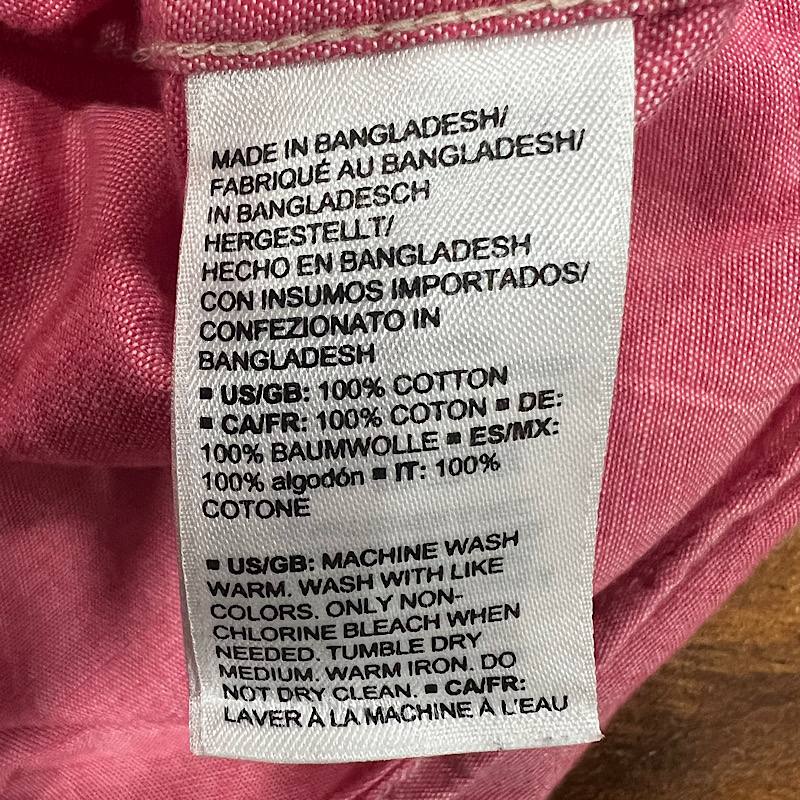 MADE IN BANGLADESH/
FABRIQUÉ AU BANGLADESH/
IN BANGLADESCH
HERGESTELLT/
HECHO EN BANGLADESH
CON INSUMOS IMPORTADOS/
CONFEZIONATO IN
BANGLADESH
▪ US/GB: 100% COTTON
▪ CA/FR: 100% COTON ▪ DE:
100% BAUMWOLLE ▪ ES/MX:
100% algodón ▪ IT: 100%
COTONE
▪ US/GB: MACHINE WASH
WARM. WASH WITH LIKE
COLORS. ONLY NON-
CHLORINE BLEACH WHEN
NEEDED. TUMBLE DRY
MEDIUM. WARM IRON. DO
NOT DRY CLEAN. ▪ CA/FR:
LAVER À LA MACHINE À L'EAU